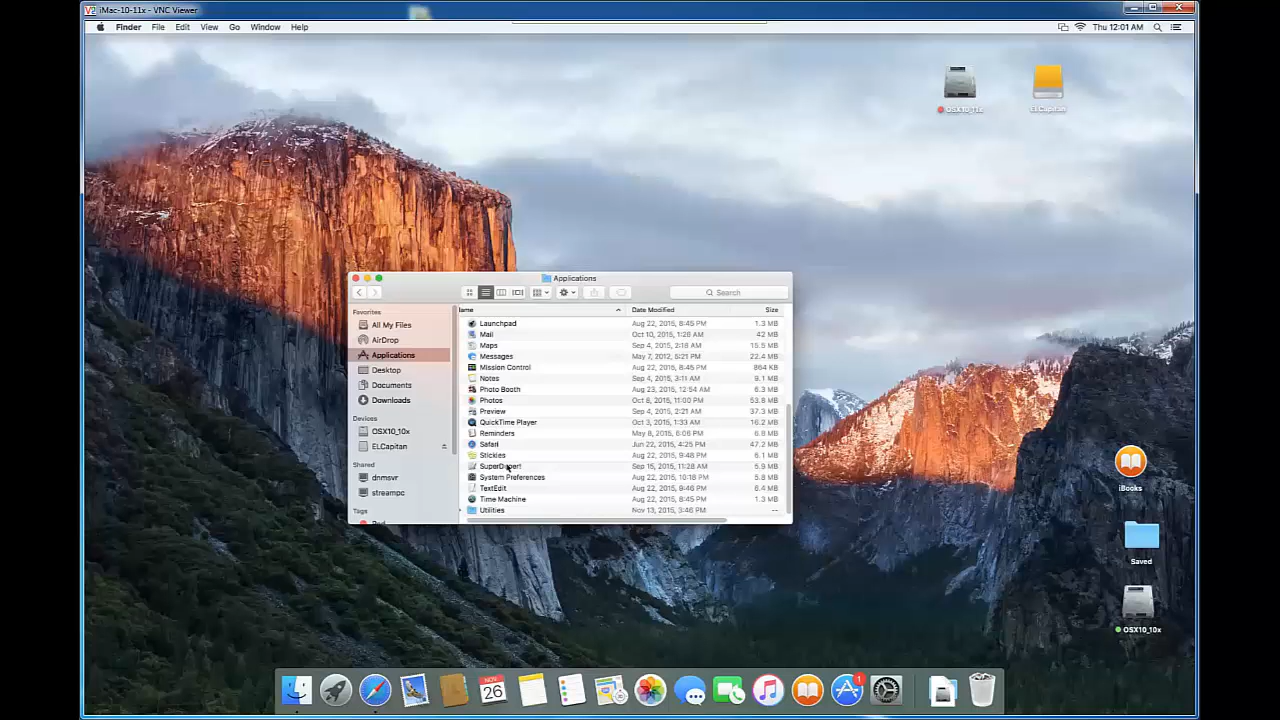 iMac-10-11x - VNC Viewer
Finder File Edit View Go Window Help
Thu 12:01 AM
ELCapitan
Applications
Search
Favorites
All My Files
AirDrop
Applications
Desktop
Documents
Downloads
Devices
OSX10_10x
ELCapitan
Shared
dnmsvr
streampc
Tags
Date Modified Size
Launchpad Aug 22, 2015, 8:45 PM 1.3 MB
Mail Oct 10, 2015, 1:28 AM 42 MB
Maps Sep 4, 2015, 2:18 AM 15.5 MB
Messages May 7, 2012, 6:21 PM 22.4 MB
Mission Control Aug 22, 2015, 8:45 PM 864 KB
Notes Sep 4, 2015, 3:11 AM 9.1 MB
Photo Booth Aug 23, 2015, 12:54 AM 6.3 MB
Photos Oct 8, 2015, 11:00 PM 53.8 MB
Preview Sep 4, 2015, 2:21 AM 37.3 MB
QuickTime Player Oct 3, 2015, 1:33 AM 16.2 MB
Reminders May 8, 2015, 6:06 PM 6.8 MB
Safari Jun 22, 2015, 4:25 PM 47.2 MB
Stickies Aug 22, 2015, 9:48 PM 5.1 MB
SuperDuper! Sep 15, 2015, 11:28 AM 5.9 MB
System Preferences Aug 22, 2015, 10:18 PM 5.8 MB
TextEdit Aug 22, 2015, 9:46 PM 6.4 MB
Time Machine Aug 22, 2015, 8:45 PM 1.3 MB
Utilities Nov 13, 2015, 3:46 PM --
iBooks
Saved
OSX10_10x
NOV
26
1